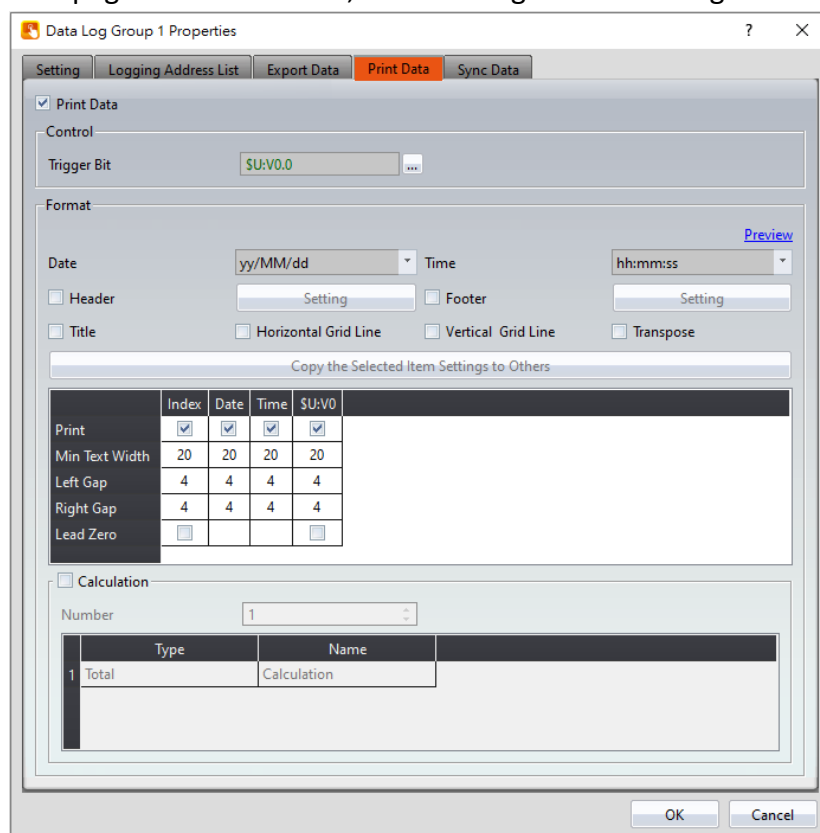 Data Log Group 1 Properties ? ×
Setting Logging Address List Export Data Print Data Sync Data
Print Data
Control
Trigger Bit $U:V0.0 ...
Format
Preview
Date yy/MM/dd Time hh:mm:ss
Header Setting Footer Setting
Title Horizontal Grid Line Vertical Grid Line Transpose
Copy the Selected Item Settings to Others
Index Date Time $U:V0
Print
Min Text Width 20 20 20 20
Left Gap 4 4 4 4
Right Gap 4 4 4 4
Lead Zero
Calculation
Number 1
Type Name
1 Total Calculation
OK Cancel